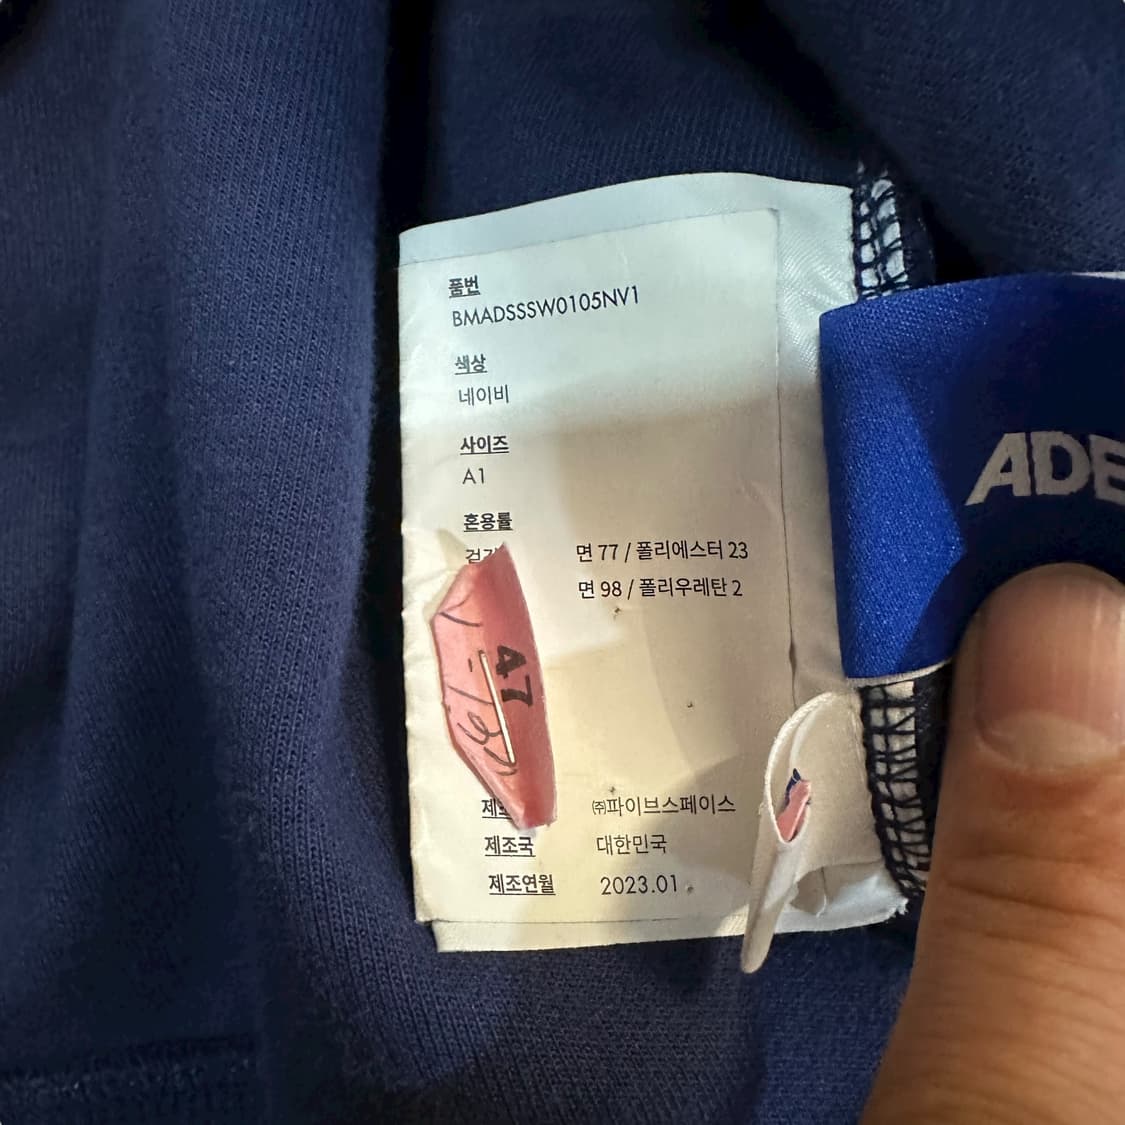 품번
BMADSSSW0105NV1
색상
네이비
사이즈
A1
혼용률
면 77 / 폴리에스터 23
면 98 / 폴리우레탄 2
㈜파이브스페이스
제조국 대한민국
제조연월 2023.01
ADE
47